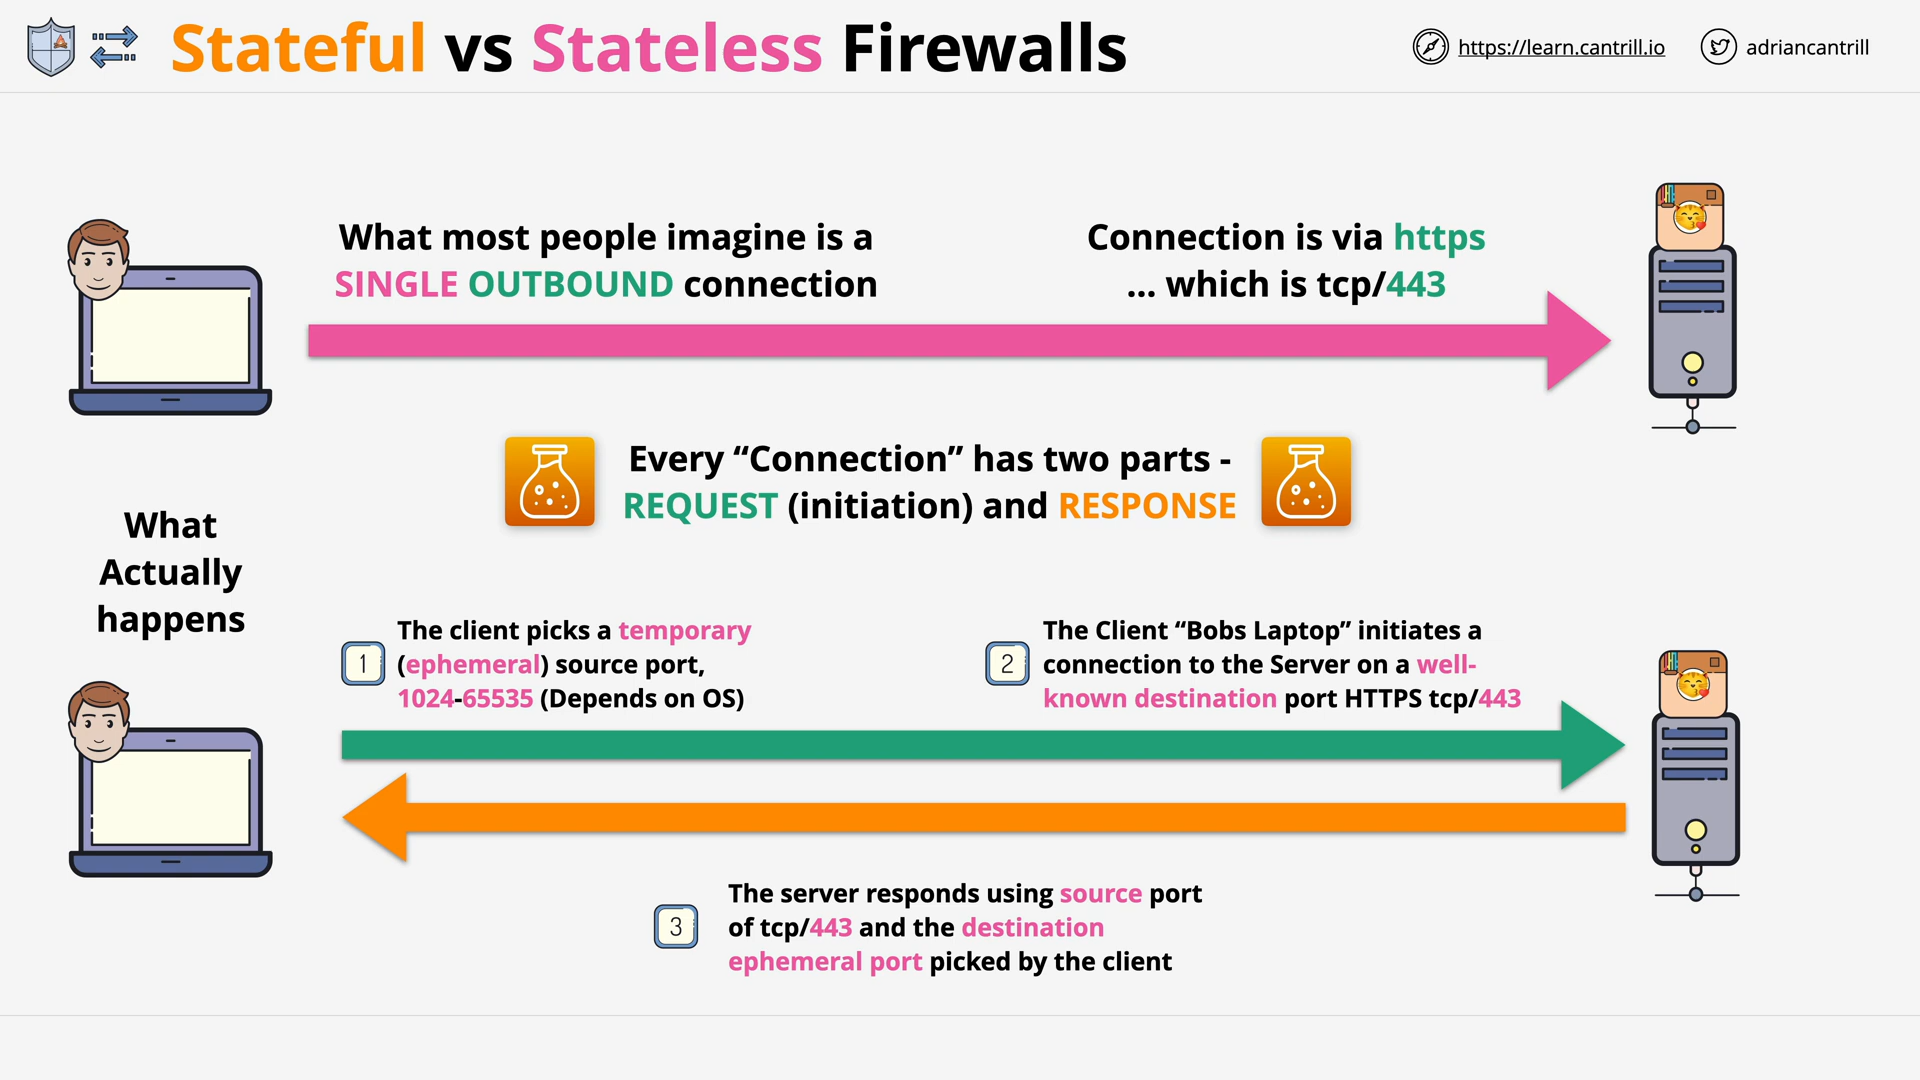 Stateful vs Stateless Firewalls
https://learn.cantrill.io
adriancantrill
What most people imagine is a
SINGLE OUTBOUND connection
Connection is via https
... which is tcp/443
Every “Connection” has two parts -
REQUEST (initiation) and RESPONSE
What
Actually
happens
1
The client picks a temporary
(ephemeral) source port,
1024-65535 (Depends on OS)
2
The Client “Bobs Laptop” initiates a
connection to the Server on a well-
known destination port HTTPS tcp/443
3
The server responds using source port
of tcp/443 and the destination
ephemeral port picked by the client